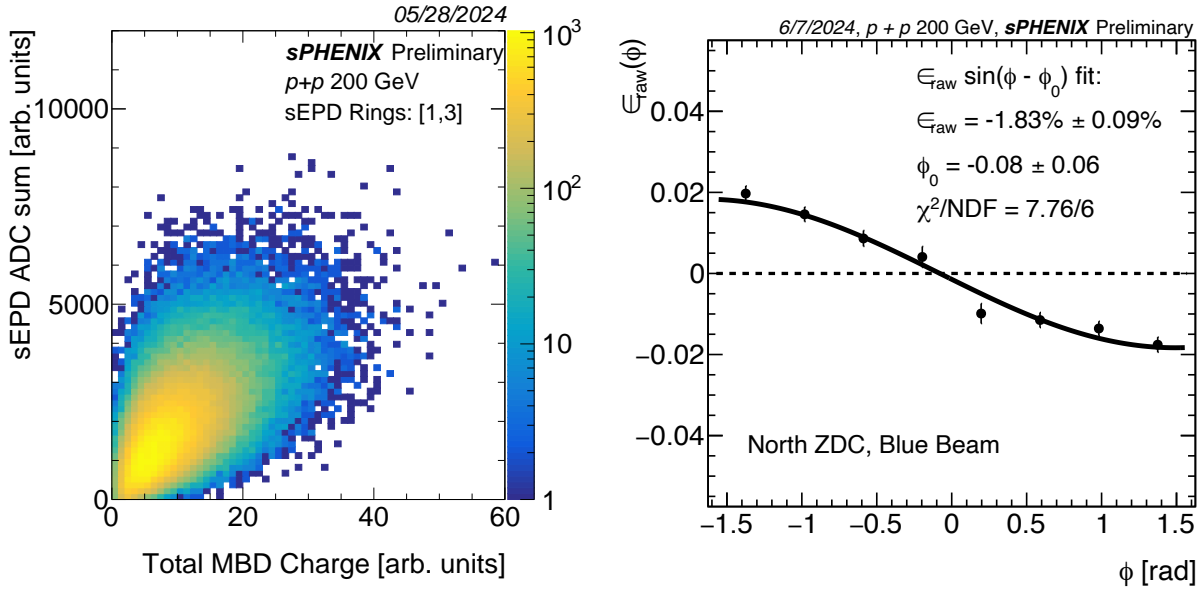 05/28/2024
sPHENIX Preliminary
p+p 200 GeV
sEPD Rings: [1,3]
sEPD ADC sum [arb. units]
10000
5000
0
0 20 40 60
Total MBD Charge [arb. units]
10³
10²
10
1
6/7/2024, p + p 200 GeV, sPHENIX Preliminary
∈raw(ϕ)
∈raw sin(ϕ - ϕ0) fit:
∈raw = -1.83% ± 0.09%
ϕ0 = -0.08 ± 0.06
χ²/NDF = 7.76/6
0.04
0.02
0
−0.02
−0.04
North ZDC, Blue Beam
−1.5 −1 −0.5 0 0.5 1 1.5
ϕ [rad]